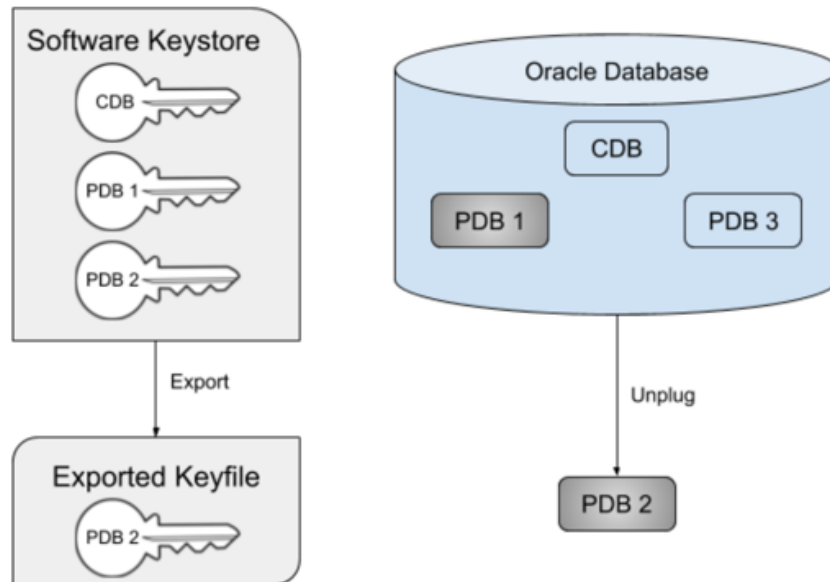 Software Keystore
CDB
PDB 1
PDB 2
Export
Exported Keyfile
PDB 2
Oracle Database
CDB
PDB 1
PDB 3
Unplug
PDB 2